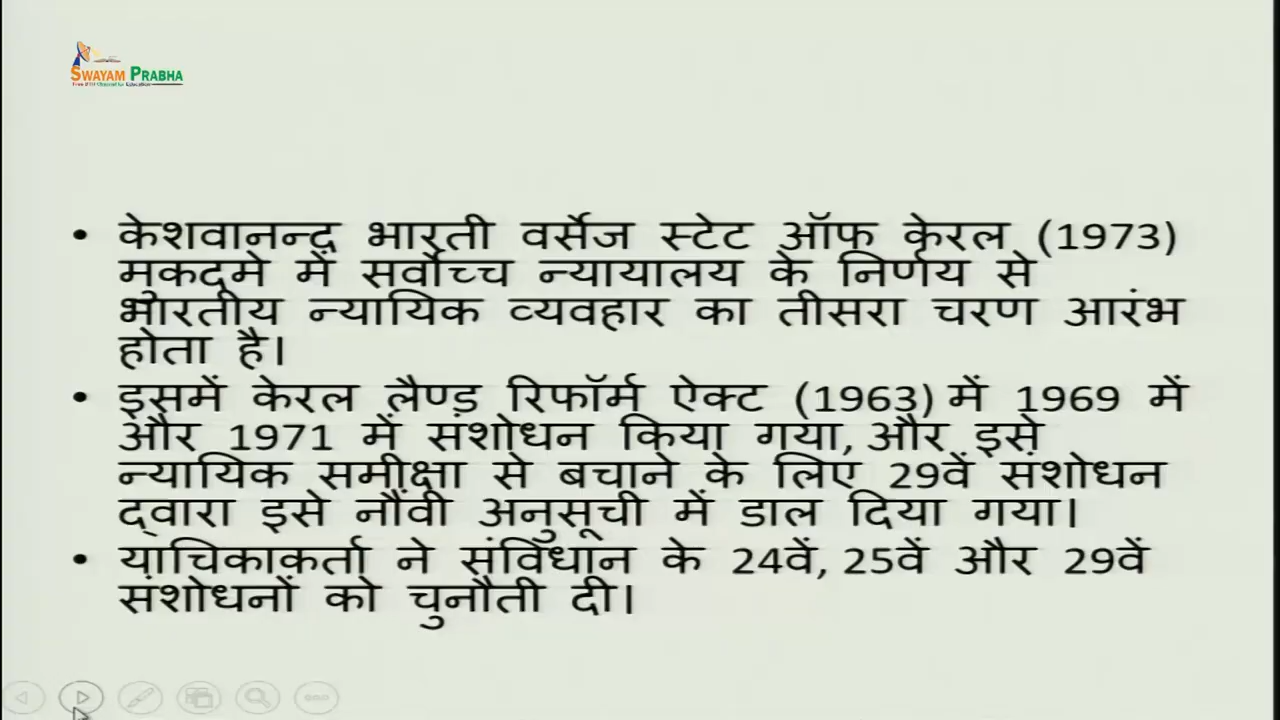 SWAYAM PRABHA
• केशवानन्द भारती वर्सेज स्टेट ऑफ केरल (1973)
मुकदमे में सर्वोच्च न्यायालय के निर्णय से
भारतीय न्यायिक व्यवहार का तीसरा चरण आरंभ
होता है।
• इसमें केरल लैण्ड रिफॉर्म ऐक्ट (1963) में 1969 में
और 1971 में संशोधन किया गया, और इसे
न्यायिक समीक्षा से बचाने के लिए 29वें संशोधन
द्वारा इसे नौंवी अनुसूची में डाल दिया गया।
• याचिकाकर्ता ने संविधान के 24वें, 25वें और 29वें
संशोधनों को चुनौती दी।